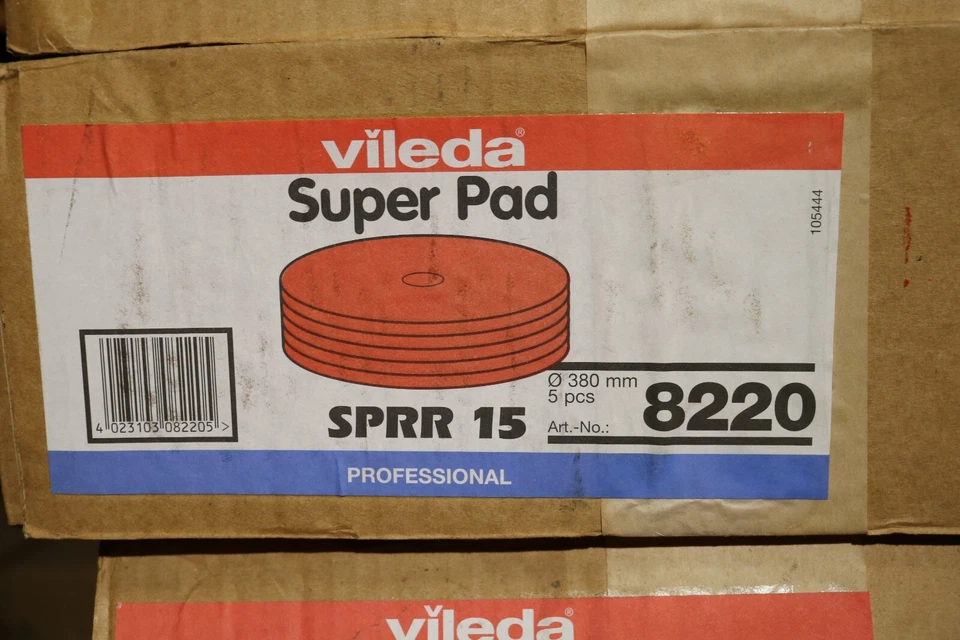 vileda®
Super Pad
105444
Ø 380 mm
5 pcs
Art.-No.: 8220
SPRR 15
4 023103 082205 >
PROFESSIONAL
vileda®